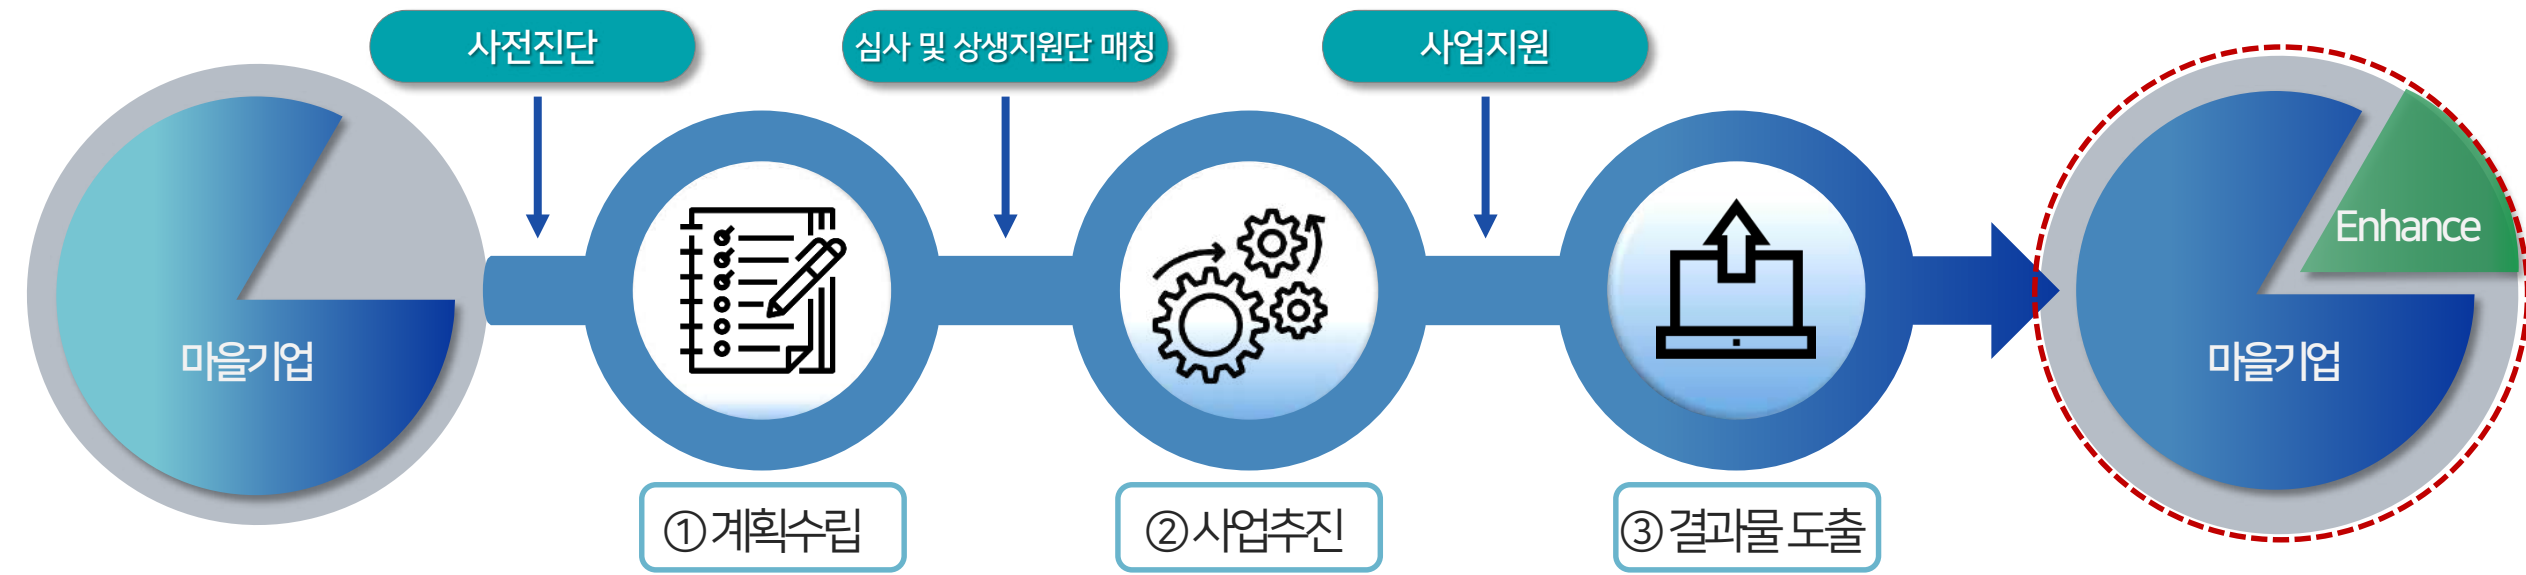 사전진단
심사 및 상생지원단 매칭
사업지원
마을기업
Enhance
마을기업
① 계획수립
② 사업추진
③ 결과물 도출